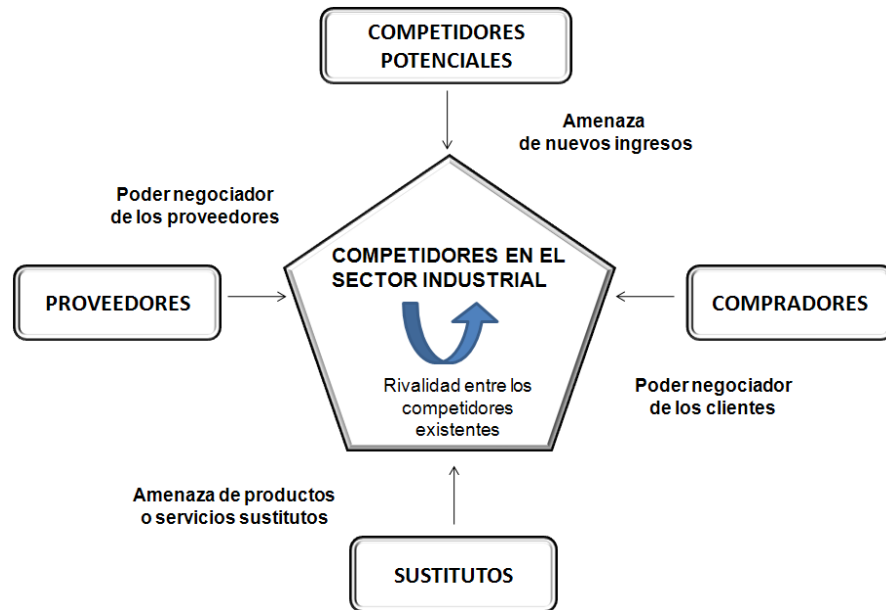 COMPETIDORES
POTENCIALES
Amenaza
de nuevos ingresos
Poder negociador
de los proveedores
COMPETIDORES EN EL
SECTOR INDUSTRIAL
PROVEEDORES
COMPRADORES
Rivalidad entre los
competidores
existentes
Poder negociador
de los clientes
Amenaza de productos
o servicios sustitutos
SUSTITUTOS